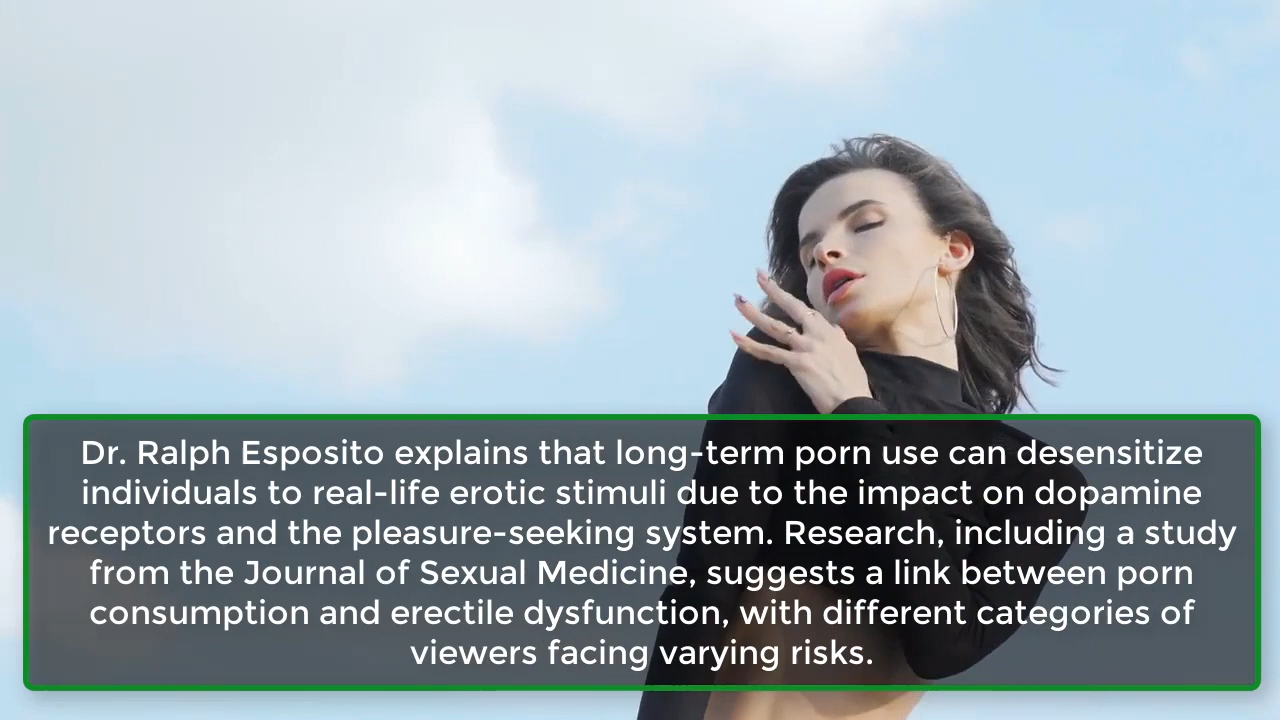 Dr. Ralph Esposito explains that long-term porn use can desensitize
individuals to real-life erotic stimuli due to the impact on dopamine
receptors and the pleasure-seeking system. Research, including a study
from the Journal of Sexual Medicine, suggests a link between porn
consumption and erectile dysfunction, with different categories of
viewers facing varying risks.